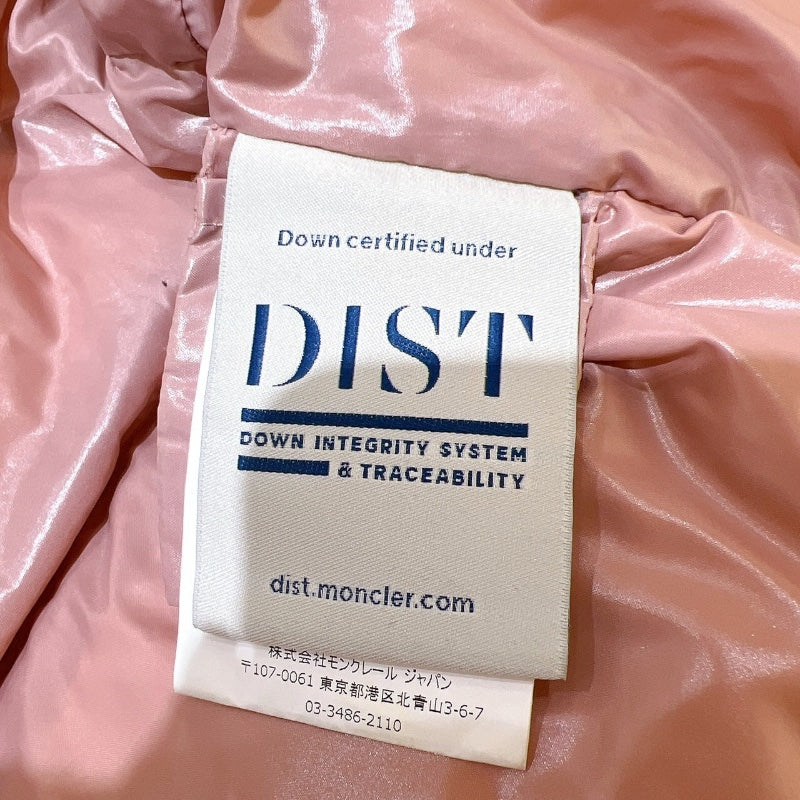 Down certified under
DIST
DOWN INTEGRITY SYSTEM
& TRACEABILITY
dist.moncler.com
株式会社モンクレール ジャパン
〒107-0061 東京都港区北青山3-6-7
03-3486-2110